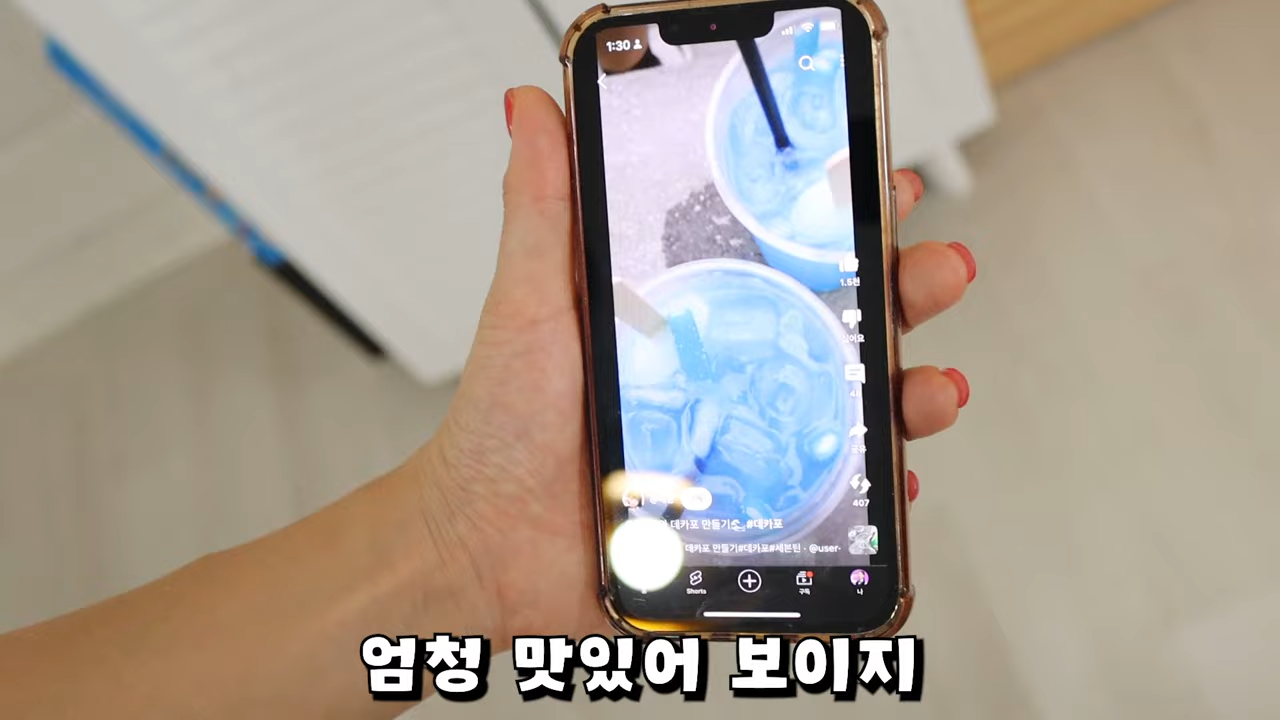 1:30
1.5천
공유
407
데카포 만들기 #데카포
데카포 만들기#데카포#세븐틴 · @user-
Shorts
구독
나
엄청 맛있어 보이지